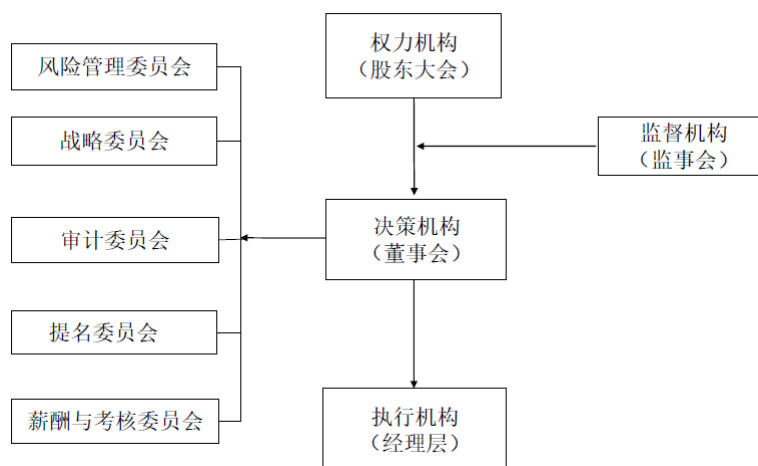 权力机构
（股东大会）
风险管理委员会
战略委员会
监督机构
（监事会）
审计委员会
决策机构
（董事会）
提名委员会
薪酬与考核委员会
执行机构
（经理层）